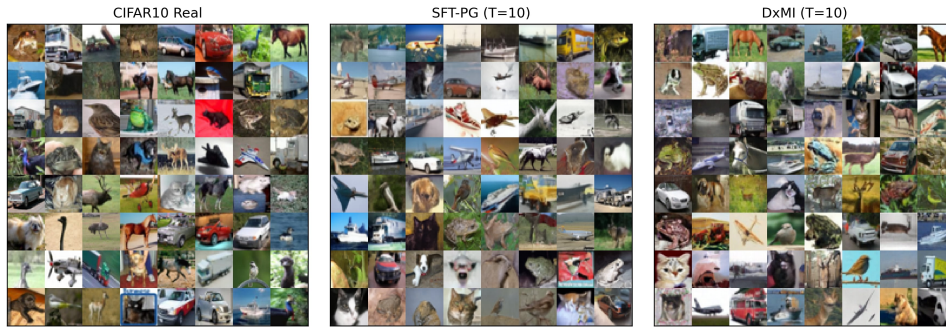 CIFAR10 Real
SFT-PG (T=10)
DxMI (T=10)